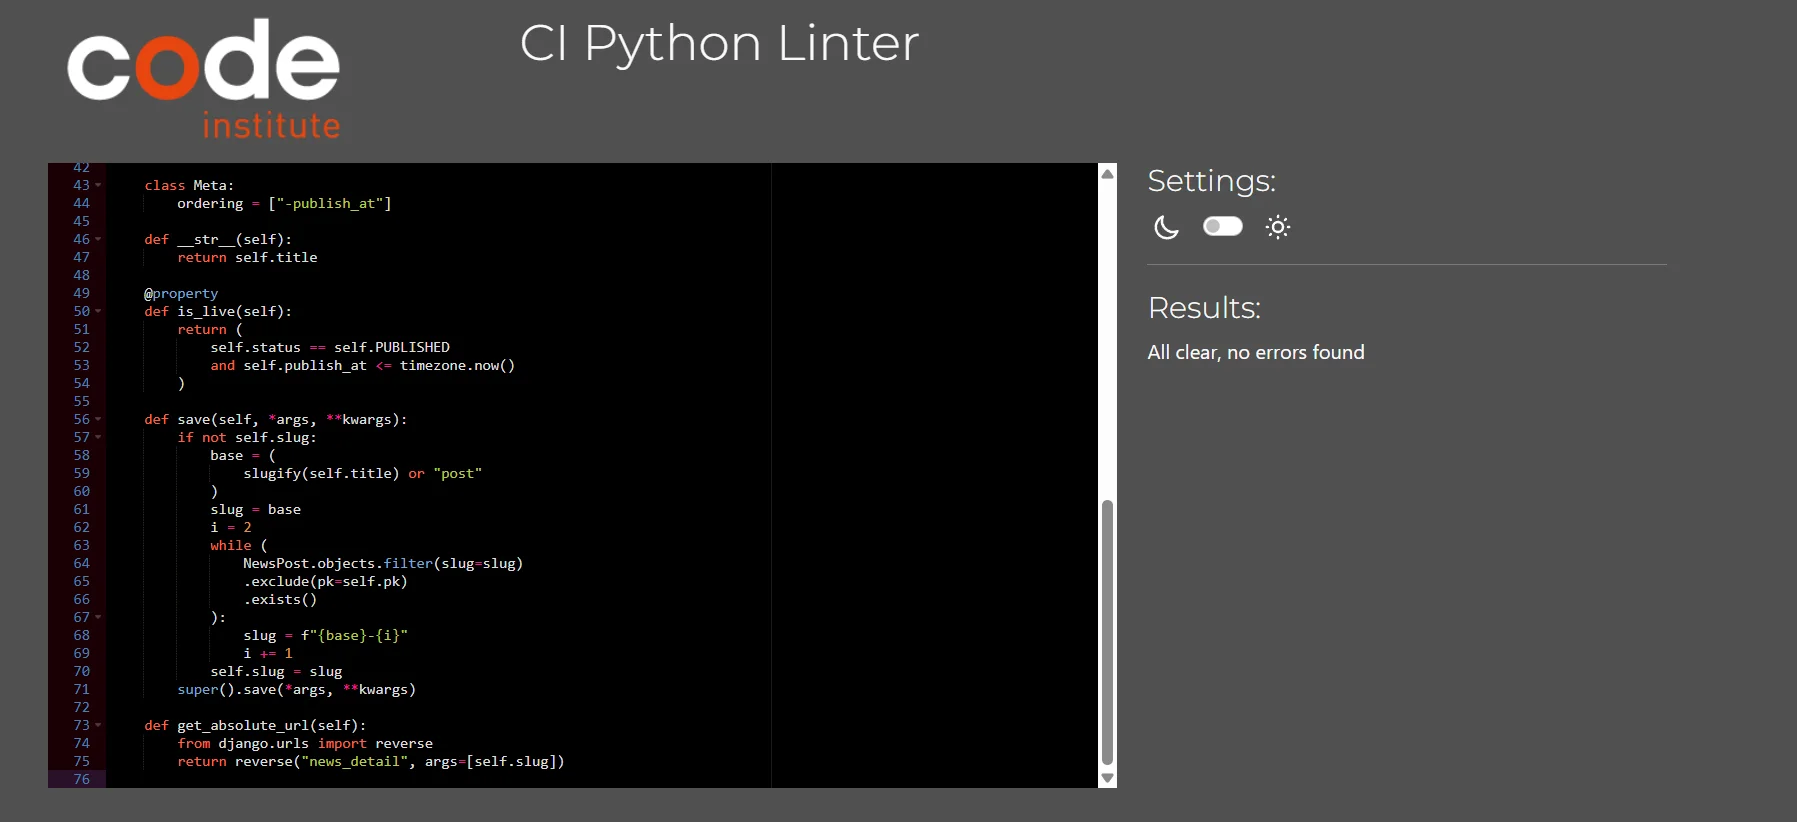 code
institute
CI Python Linter
42
43 class Meta:
44 ordering = ["-publish_at"]
45
46 def __str__(self):
47 return self.title
48
49 @property
50 def is_live(self):
51 return (
52 self.status == self.PUBLISHED
53 and self.publish_at <= timezone.now()
54 )
55
56 def save(self, *args, **kwargs):
57 if not self.slug:
58 base = (
59 slugify(self.title) or "post"
60 )
61 slug = base
62 i = 2
63 while (
64 NewsPost.objects.filter(slug=slug)
65 .exclude(pk=self.pk)
66 .exists()
67 ):
68 slug = f"{base}-{i}"
69 i += 1
70 self.slug = slug
71 super().save(*args, **kwargs)
72
73 def get_absolute_url(self):
74 from django.urls import reverse
75 return reverse("news_detail", args=[self.slug])
76
Settings:
Results:
All clear, no errors found